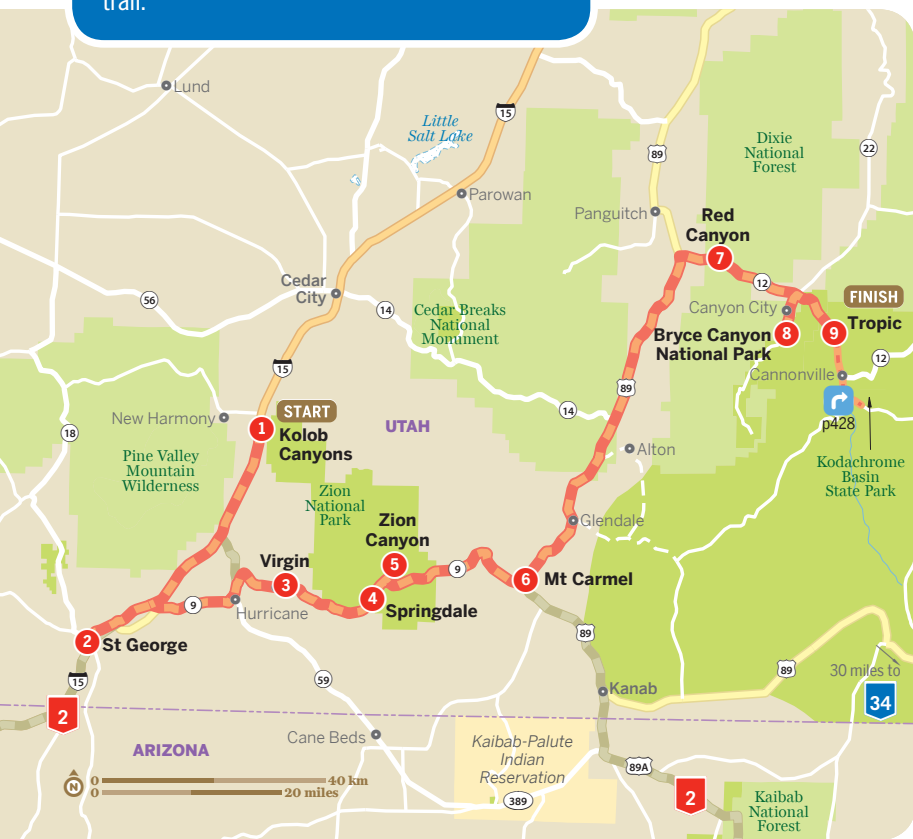 trail.
Lund
Little
Salt Lake
15
89
Dixie
National
Forest
22
Parowan
Panguitch
Red
Canyon
7
12
Cedar
City
56
14
Cedar Breaks
National
Monument
Canyon City
FINISH
Bryce Canyon
National Park
8
9
Tropic
12
Cannonville
15
89
New Harmony
START
1
Kolob
Canyons
UTAH
14
p428
18
Pine Valley
Mountain
Wilderness
Alton
Kodachrome
Basin
State Park
Zion
National
Park
Zion
Canyon
5
Glendale
Virgin
3
9
6
Mt Carmel
9
Hurricane
4
Springdale
2
St George
89
15
59
89
30 miles to
34
2
Kanab
ARIZONA
Cane Beds
Kaibab-Palute
Indian
Reservation
89A
2
N
0
40 km
0
20 miles
389
Kaibab
National
Forest